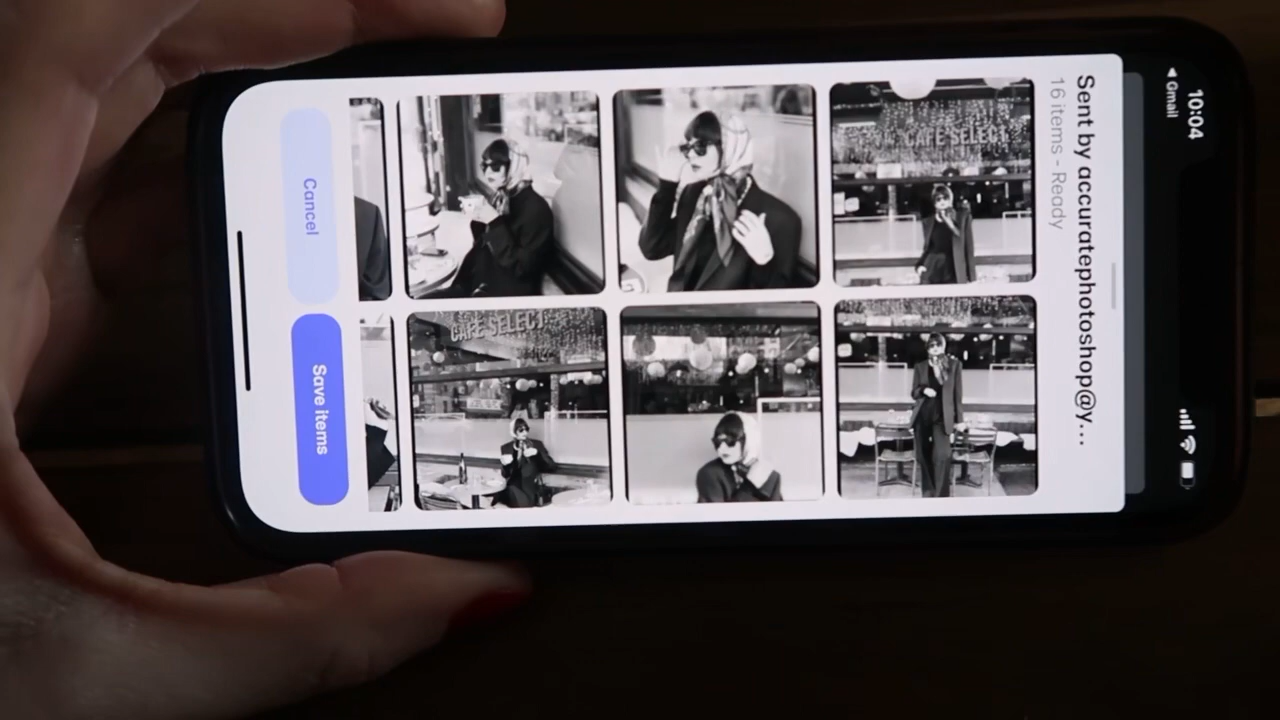 10:04
◀ Gmail
Sent by accuratephotoshop@y...
16 items - Ready
CAFE SELECT
CAFE SELECT
Cancel
Save items